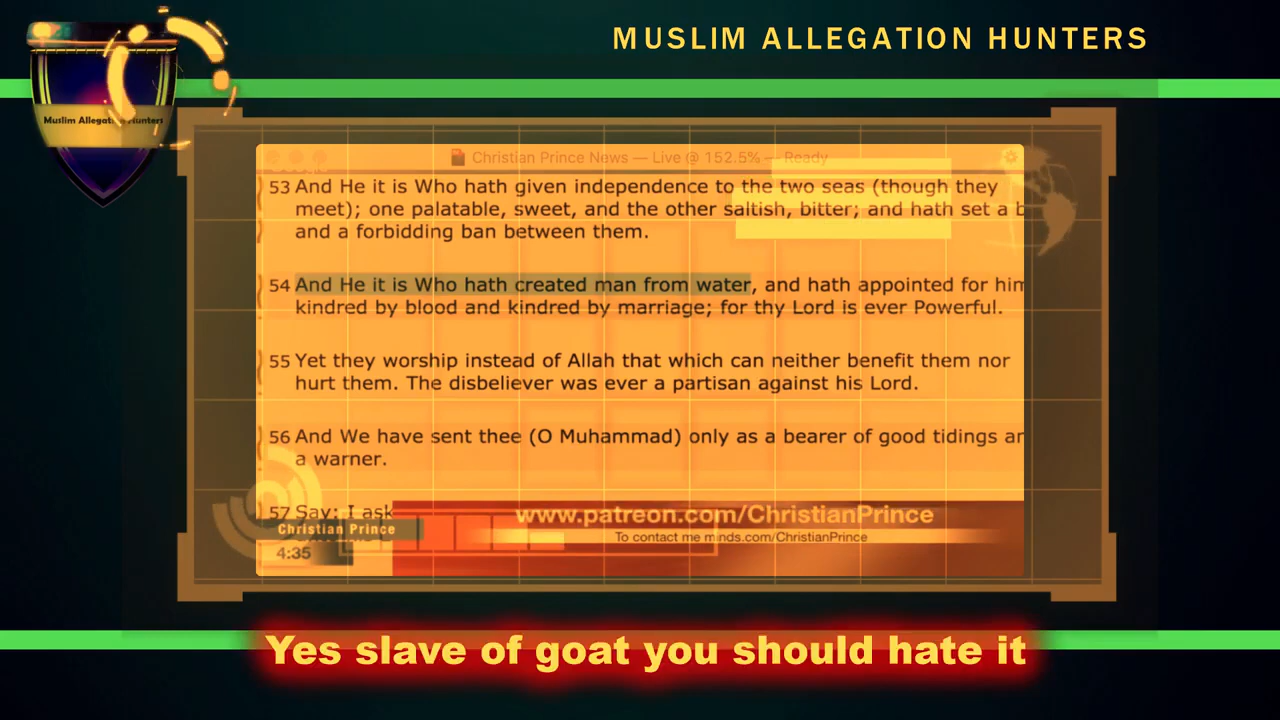 MUSLIM ALLEGATION HUNTERS
Muslim Allegation Hunters
Christian Prince News — Live @ 152.5% — Ready
53 And He it is Who hath given independence to the two seas (though they
meet); one palatable, sweet, and the other saltish, bitter; and hath set a b
and a forbidding ban between them.
54 And He it is Who hath created man from water, and hath appointed for him
kindred by blood and kindred by marriage; for thy Lord is ever Powerful.
55 Yet they worship instead of Allah that which can neither benefit them nor
hurt them. The disbeliever was ever a partisan against his Lord.
56 And We have sent thee (O Muhammad) only as a bearer of good tidings ar
a warner.
57 Say: I ask
www.patreon.com/ChristianPrince
Christian Prince
To contact me minds.com/ChristianPrince
4:35
Yes slave of goat you should hate it